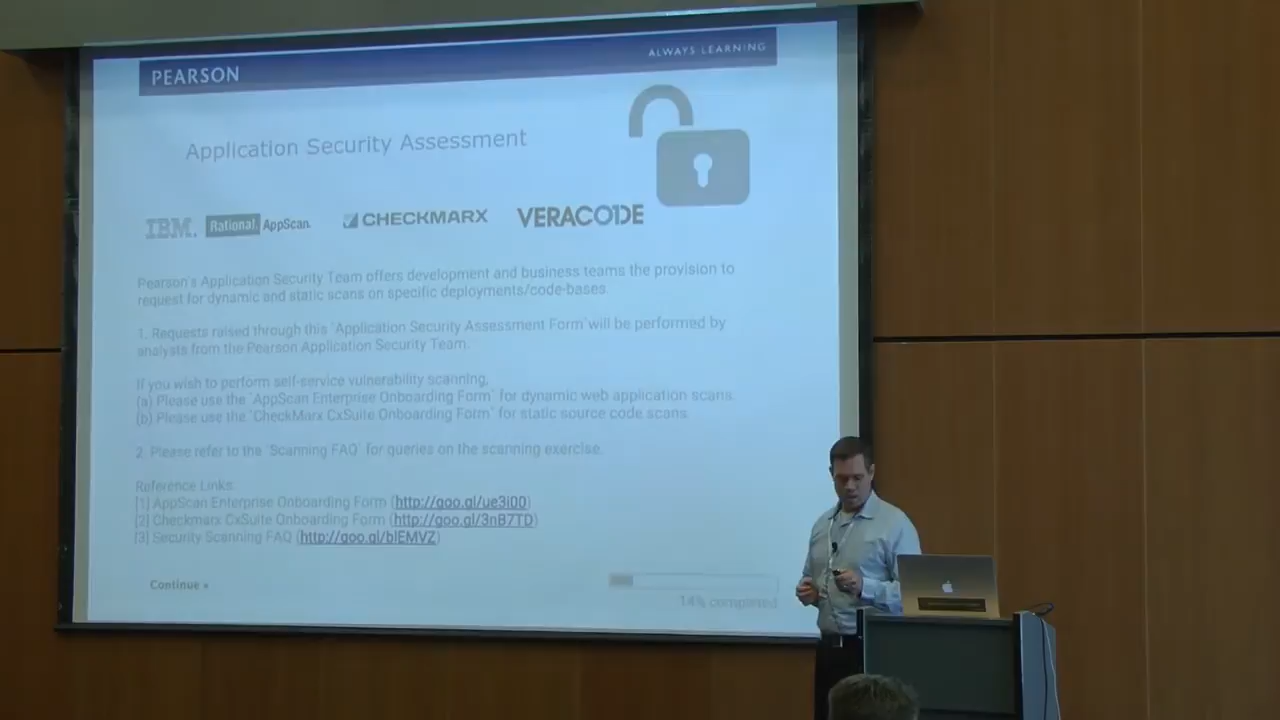 PEARSON
ALWAYS LEARNING
Application Security Assessment
IBM. Rational. AppScan.
CHECKMARX
VERACODE
Pearson's Application Security Team offers development and business teams the provision to
request for dynamic and static scans on specific deployments/code-bases.
1. Requests raised through this `Application Security Assessment Form` will be performed by
analysts from the Pearson Application Security Team.
If you wish to perform self-service vulnerability scanning,
(a) Please use the `AppScan Enterprise Onboarding Form` for dynamic web application scans.
(b) Please use the `CheckMarx CxSuite Onboarding Form` for static source code scans.
2. Please refer to the `Scanning FAQ` for queries on the scanning exercise.
Reference Links:
[1] AppScan Enterprise Onboarding Form (http://goo.gl/ue3i00)
[2] Checkmarx CxSuite Onboarding Form (http://goo.gl/3nB7TD)
[3] Security Scanning FAQ (http://goo.gl/blEMVZ)
Continue »
14% completed